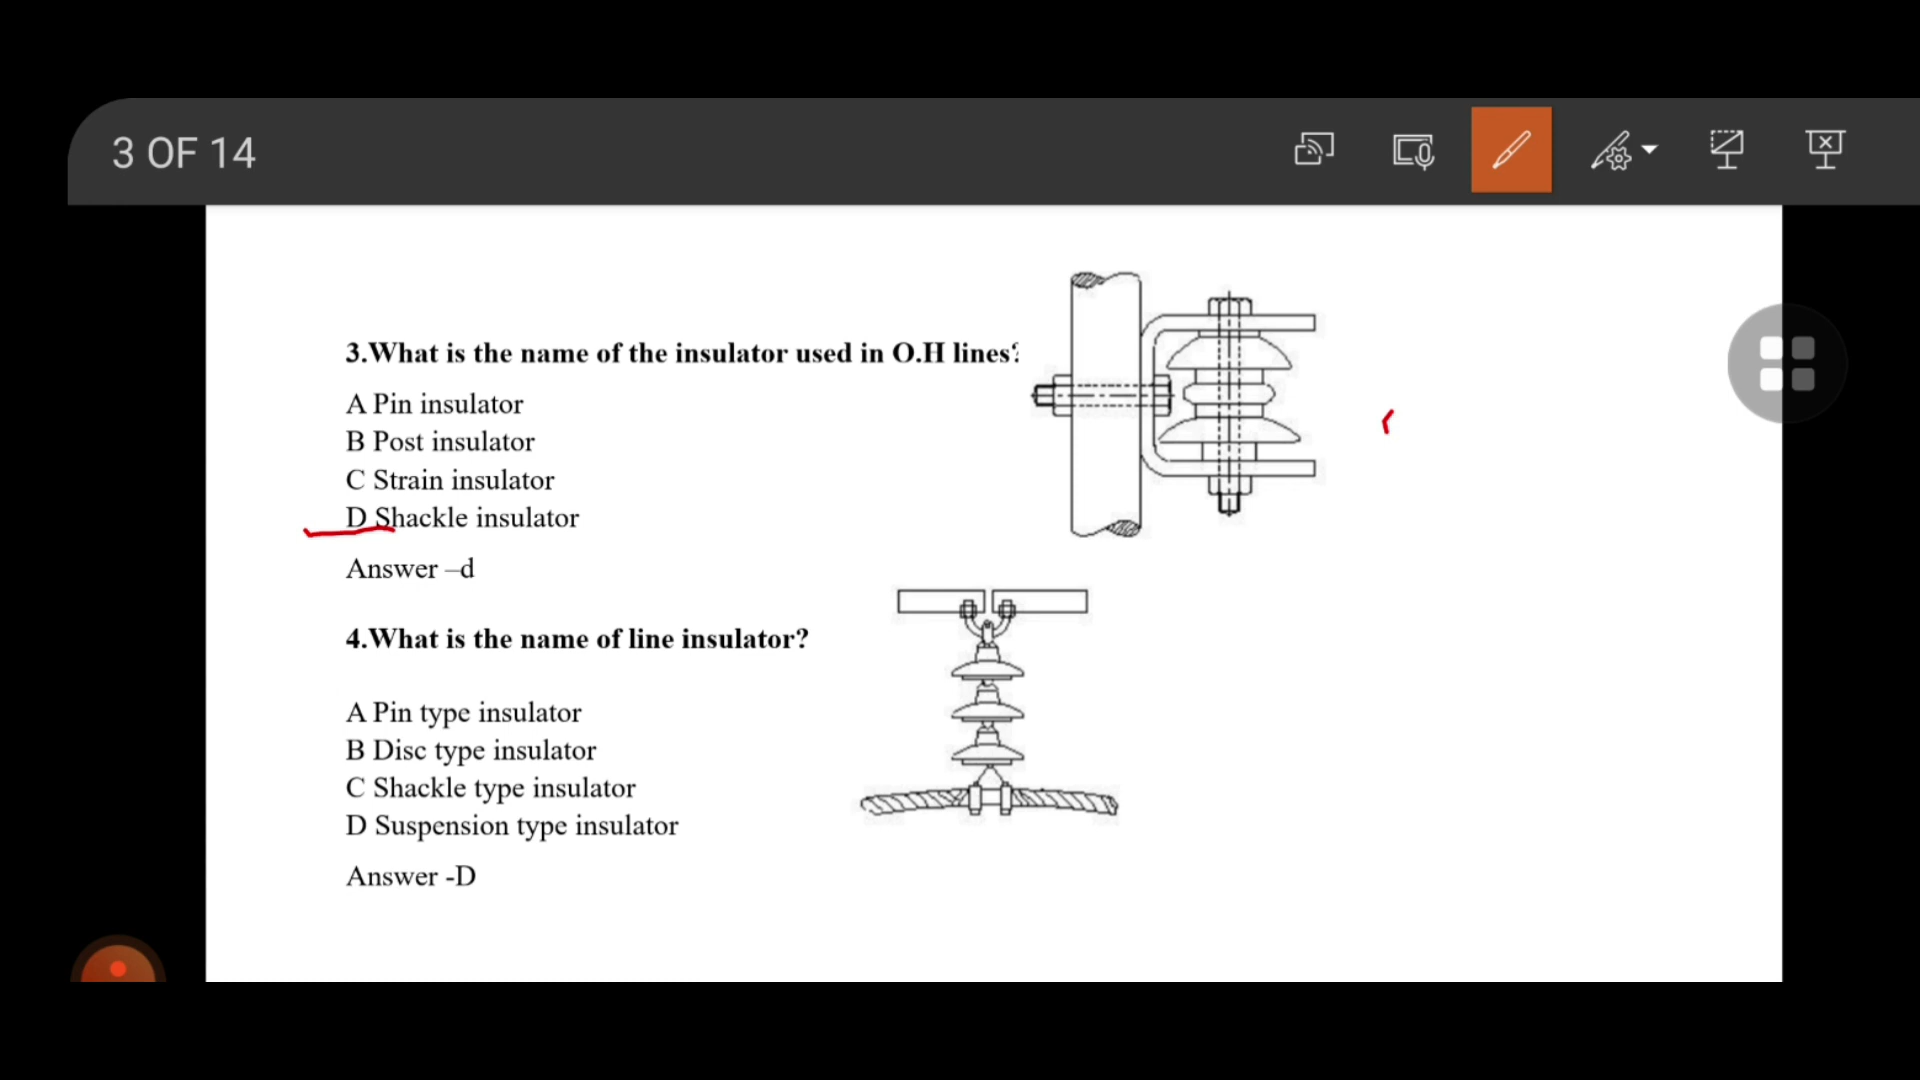 3 OF 14
3.What is the name of the insulator used in O.H lines?
A Pin insulator
B Post insulator
C Strain insulator
D Shackle insulator
Answer –d
4.What is the name of line insulator?
A Pin type insulator
B Disc type insulator
C Shackle type insulator
D Suspension type insulator
Answer -D